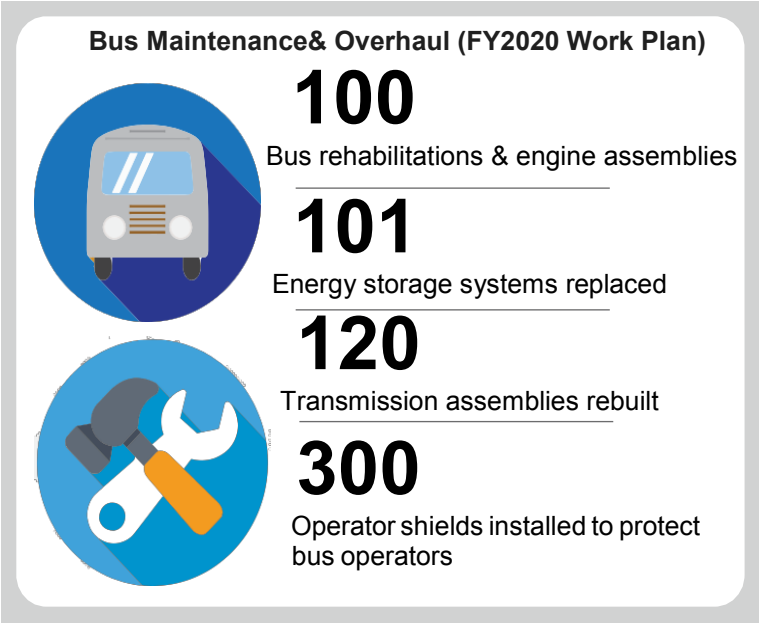 Bus Maintenance& Overhaul (FY2020 Work Plan)
100
Bus rehabilitations & engine assemblies
101
Energy storage systems replaced
120
Transmission assemblies rebuilt
300
Operator shields installed to protect
bus operators